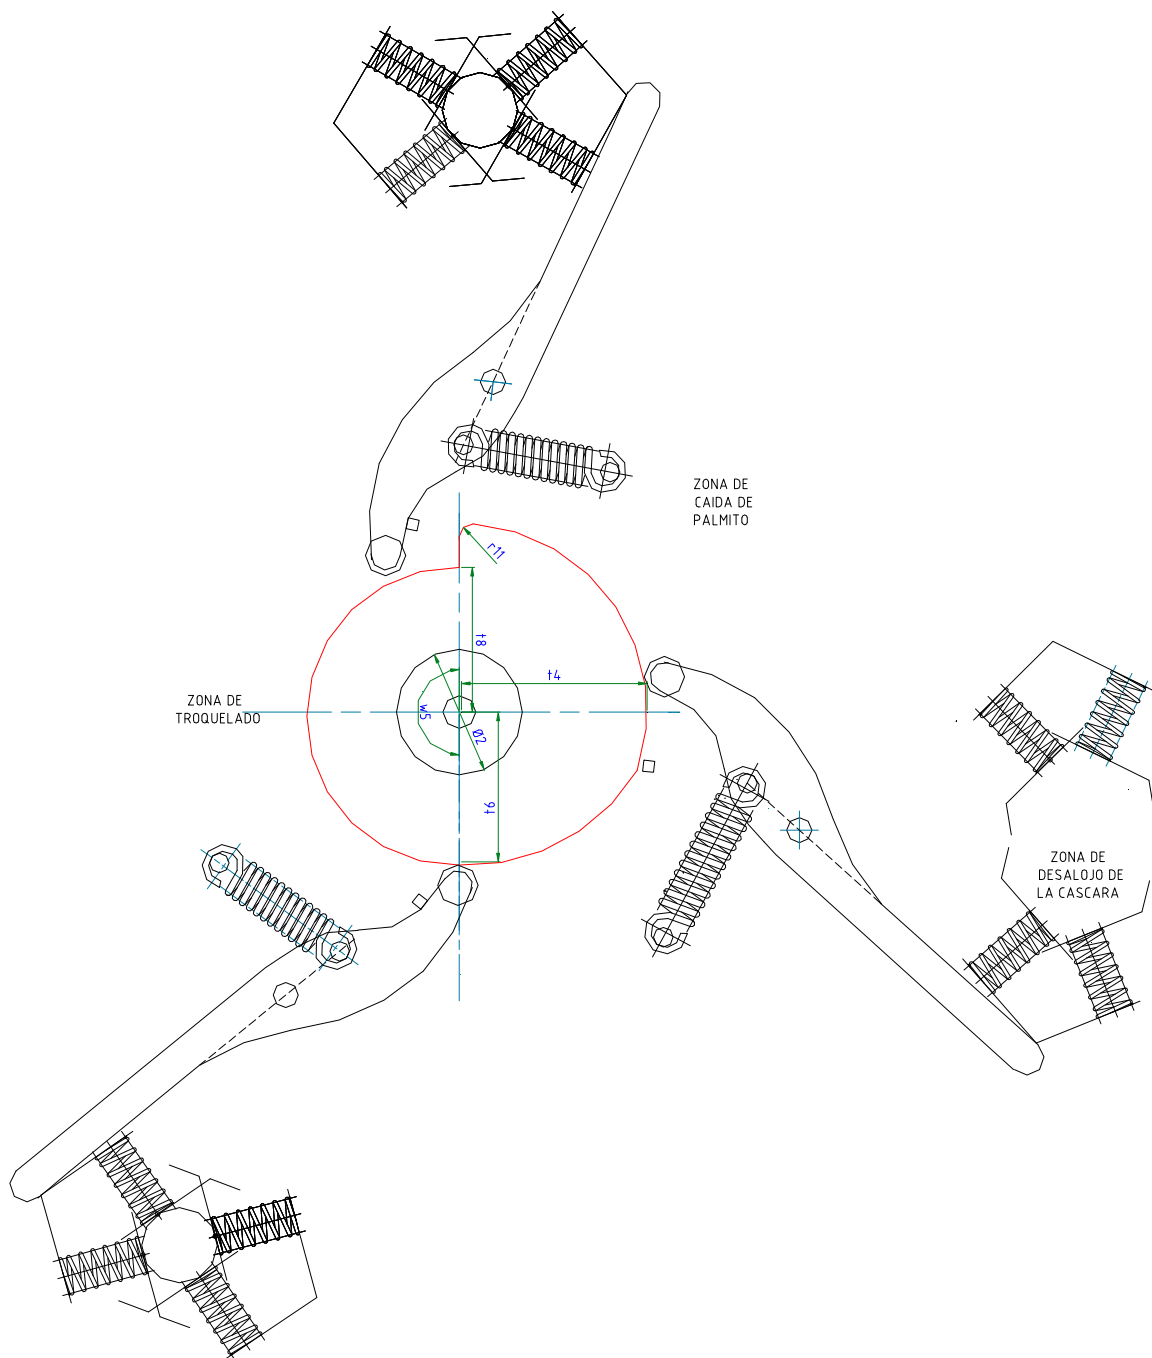 ZONA DE
CAIDA DE
PALMITO
r11
t8
t4
ZONA DE
TROQUELADO
w5
Ø2
t6
ZONA DE
DESALOJO DE
LA CASCARA